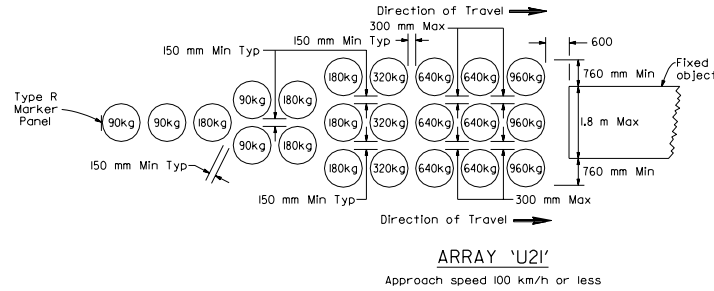 Direction of Travel
300 mm Max
150 mm Min Typ
150 mm Min Typ
600
180kg 320kg 640kg 640kg 960kg
760 mm Min
Fixed object
90kg 180kg
Type R Marker Panel
90kg 90kg 180kg
180kg 320kg 640kg 640kg 960kg
1.8 m Max
90kg 180kg
150 mm Min Typ
180kg 320kg 640kg 640kg 960kg
760 mm Min
150 mm Min Typ
300 mm Max
Direction of Travel
ARRAY 'U21'
Approach speed 100 km/h or less